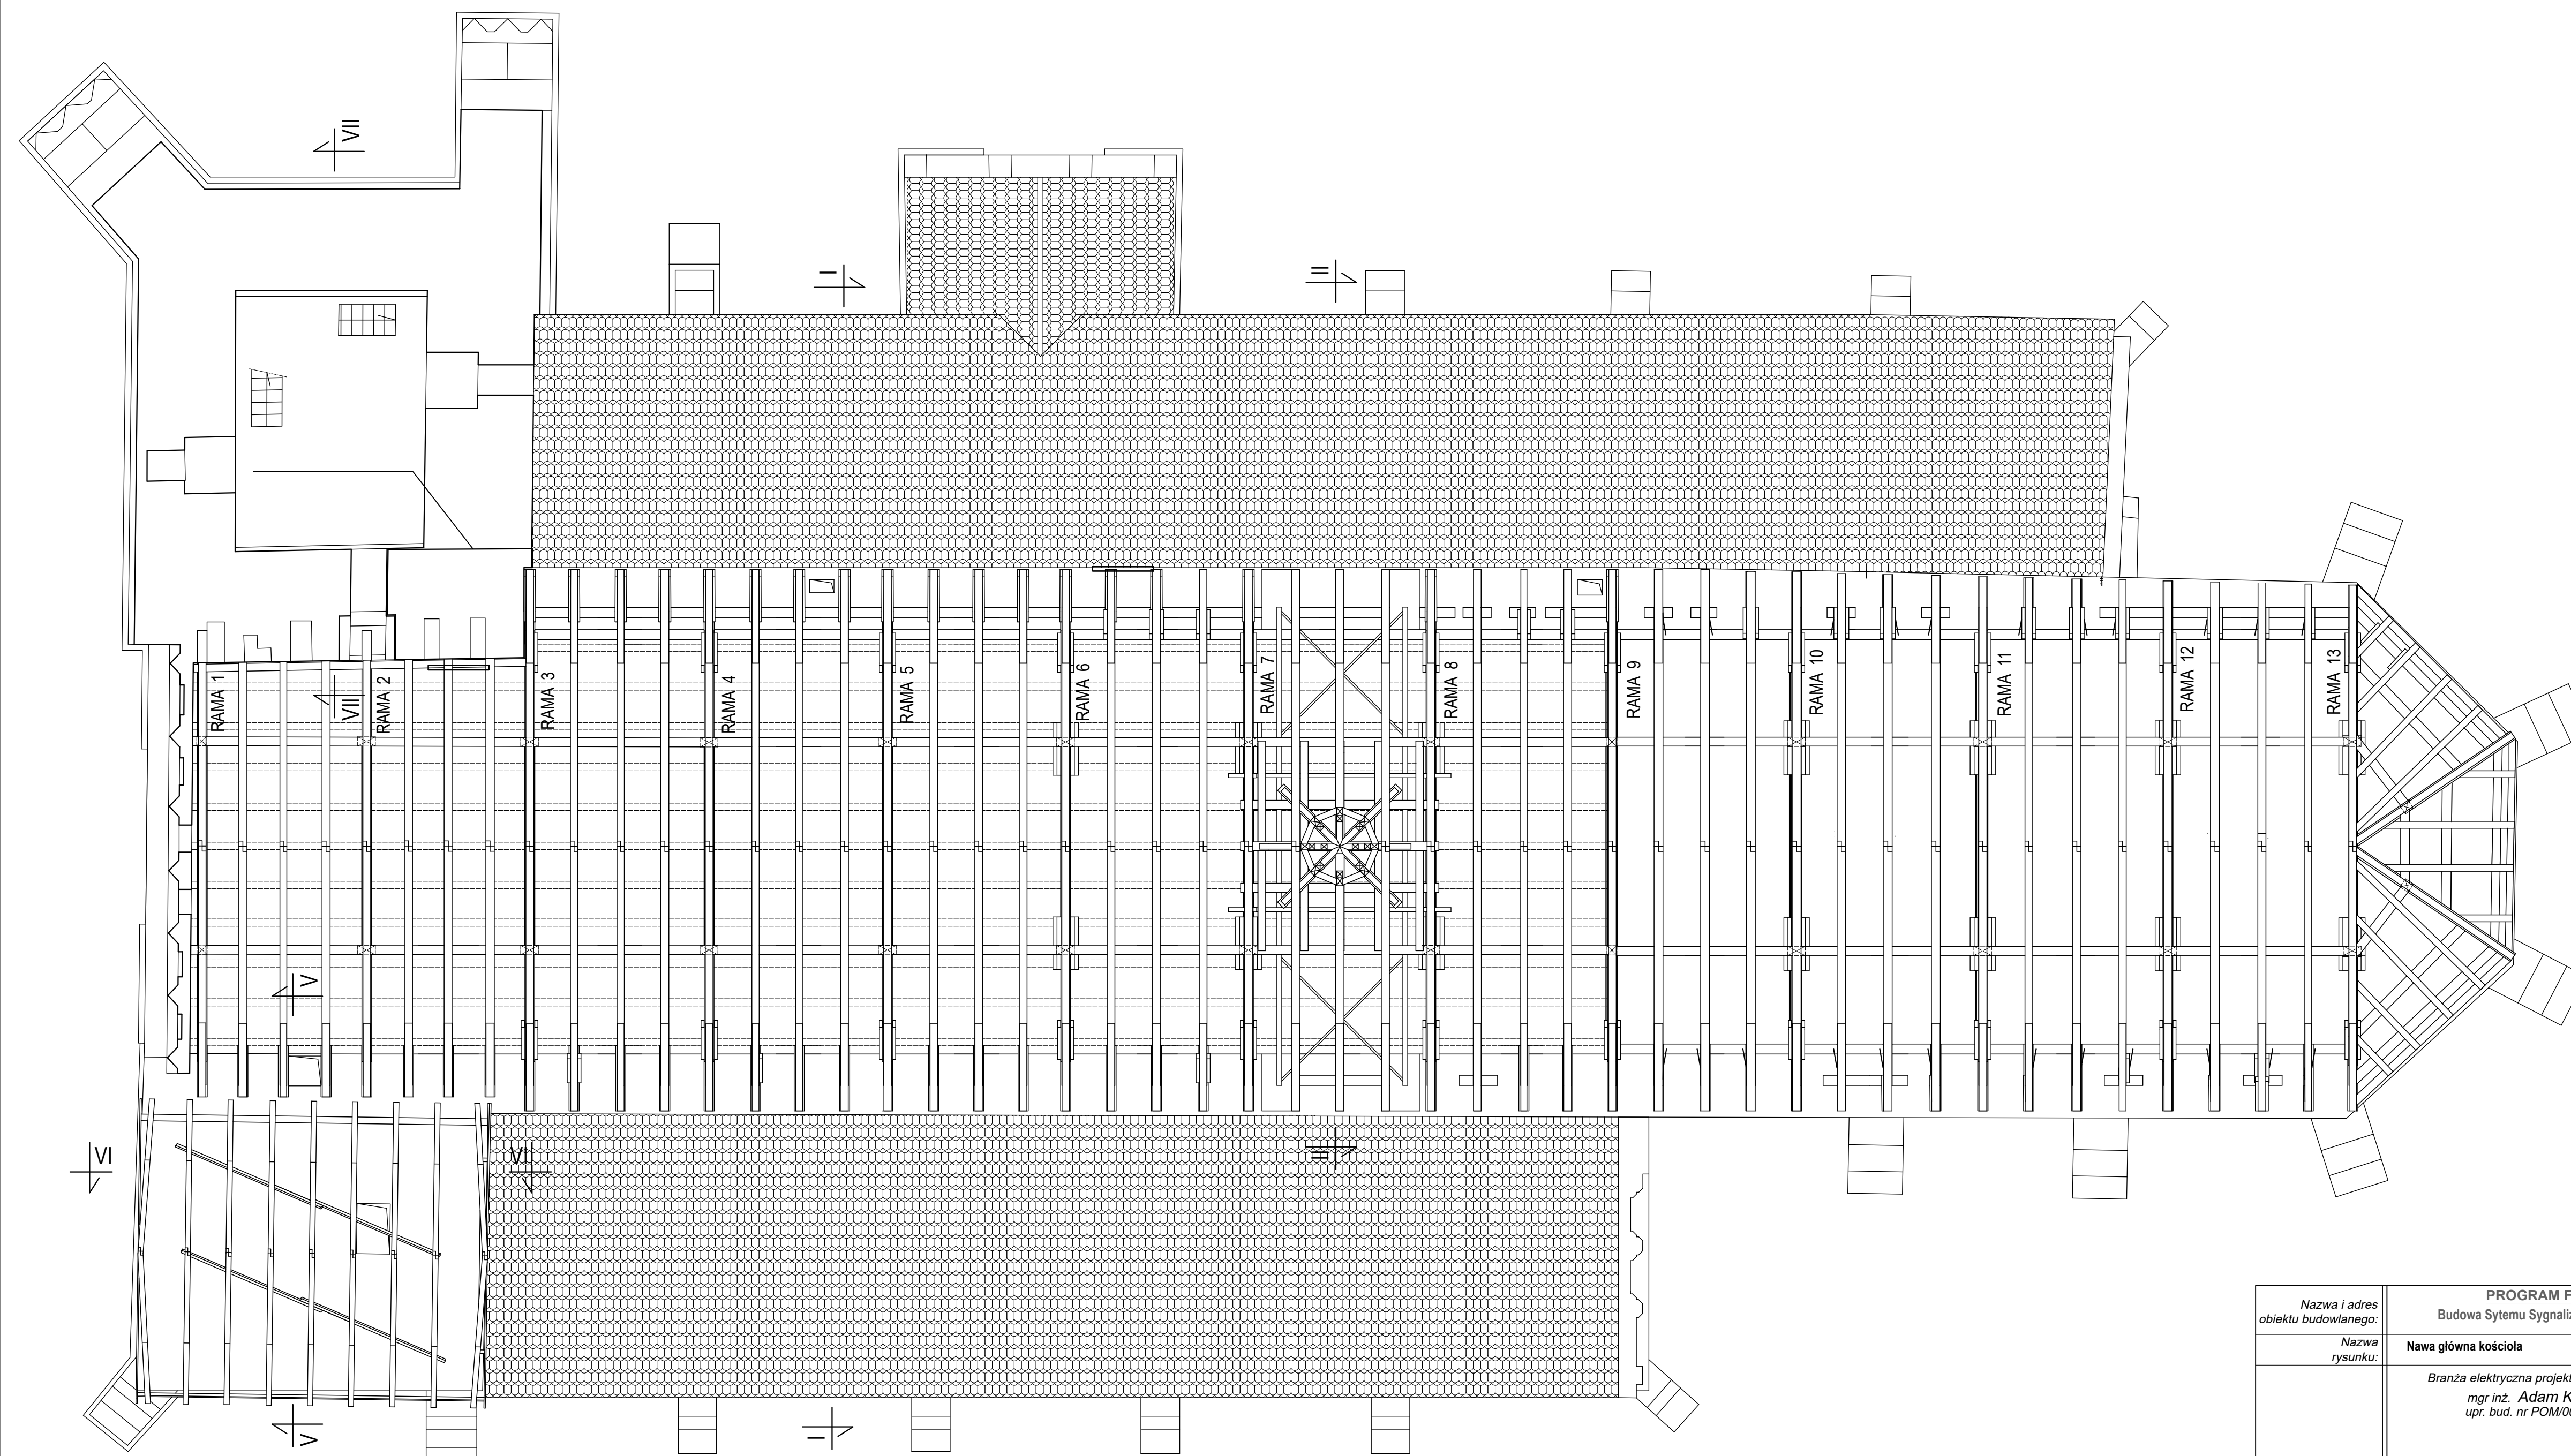 VII
I
II
RAMA 1
VIII
RAMA 2
RAMA 3
RAMA 4
RAMA 5
RAMA 6
RAMA 7
RAMA 8
RAMA 9
RAMA 10
RAMA 11
RAMA 12
RAMA 13
V
VI
VI
II
V
I
Nazwa i adres
obiektu budowlanego:
PROGRAM F
Budowa Sytemu Sygnaliz
Nazwa
rysunku:
Nawa główna kościoła
Branża elektryczna projekt
mgr inż. Adam K
upr. bud. nr POM/0